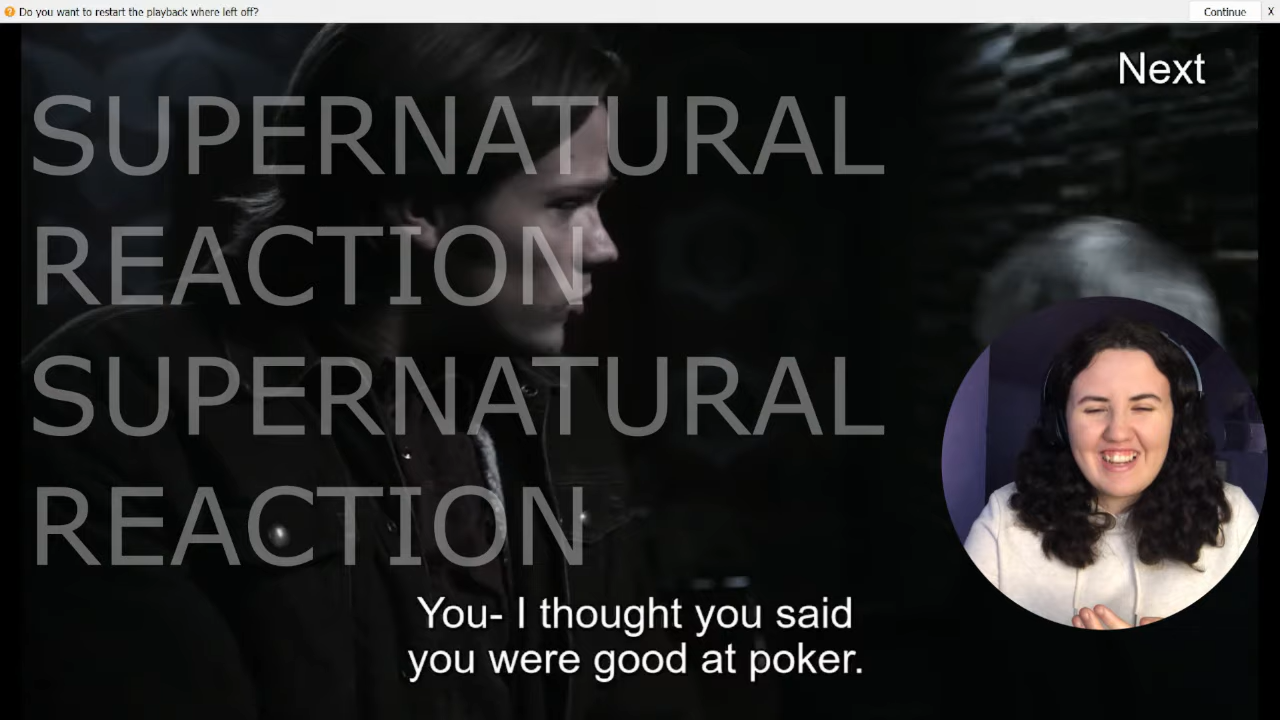 Do you want to restart the playback where left off?
Continue
X
Next
SUPERNATURAL
REACTION
SUPERNATURAL
REACTION
You- I thought you said
you were good at poker.